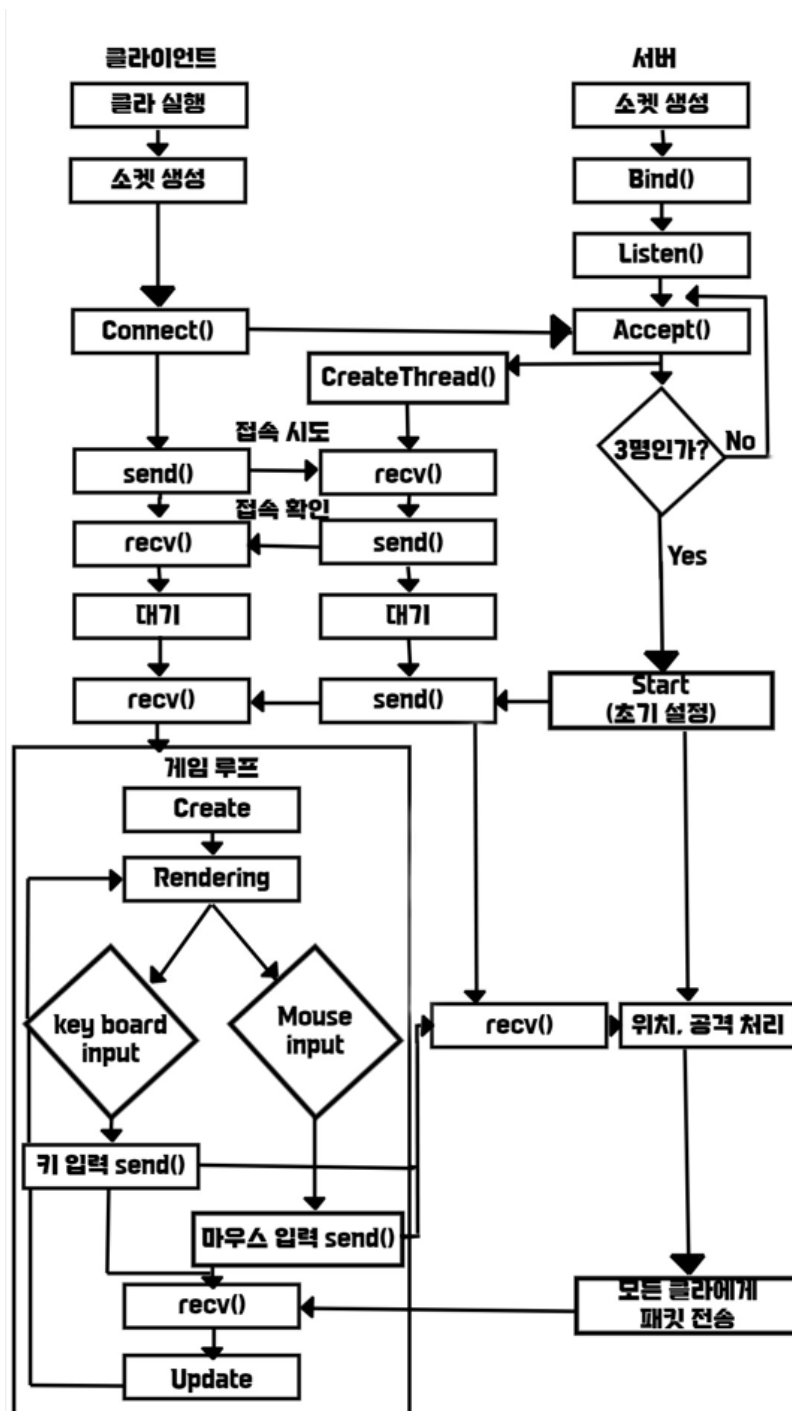 클라이언트
서버
클라 실행
소켓 생성
소켓 생성
Bind()
Listen()
Connect()
Accept()
CreateThread()
3명인가?
No
Yes
접속 시도
send()
recv()
접속 확인
recv()
send()
대기
대기
recv()
send()
Start
(초기 설정)
게임 루프
Create
Rendering
key board
input
Mouse
input
recv()
위치, 공격 처리
키 입력 send()
마우스 입력 send()
recv()
모든 클라에게
패킷 전송
Update